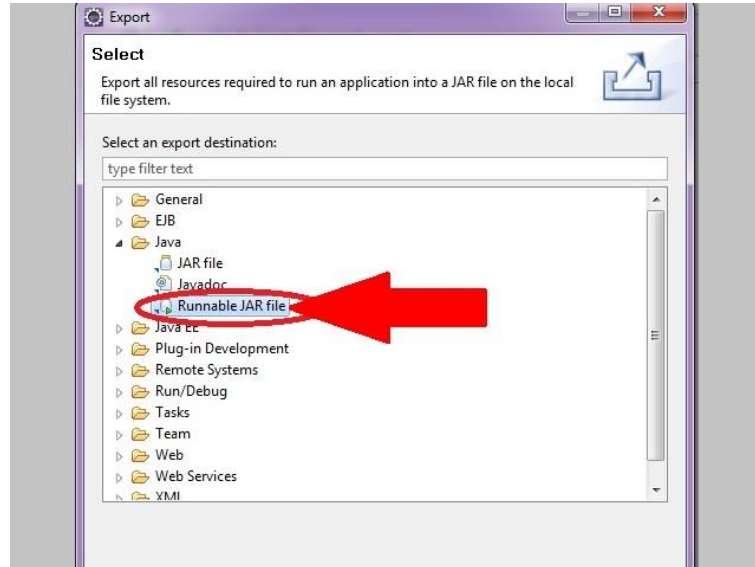 Export
Select
Export all resources required to run an application into a JAR file on the local
file system.
Select an export destination:
type filter text
General
EJB
Java
JAR file
Javadoc
Runnable JAR file
Java EE
Plug-in Development
Remote Systems
Run/Debug
Tasks
Team
Web
Web Services
XML